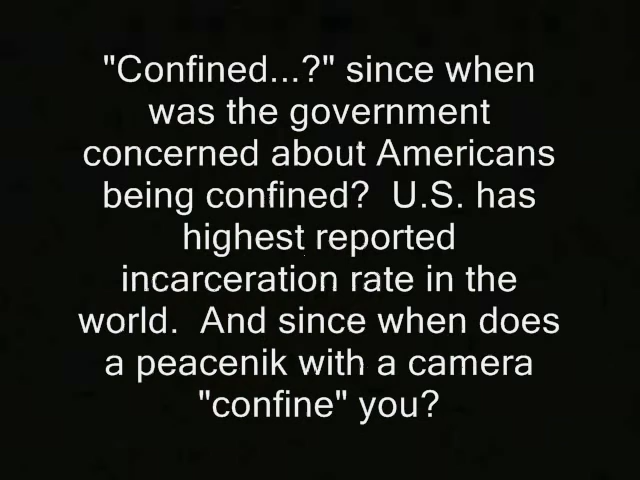 "Confined...?" since when
was the government
concerned about Americans
being confined?  U.S. has
highest reported
incarceration rate in the
world.  And since when does
a peacenik with a camera
"confine" you?